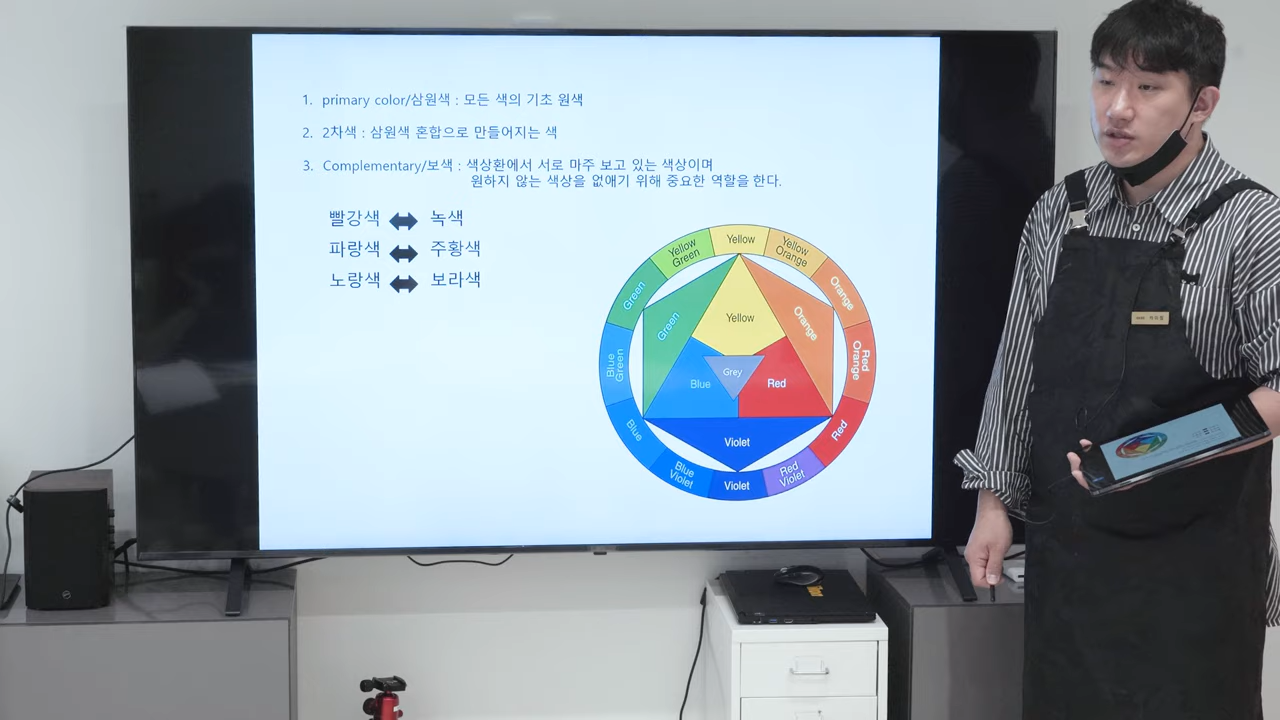 1. primary color/삼원색 : 모든 색의 기초 원색
2. 2차색 : 삼원색 혼합으로 만들어지는 색
3. Complementary/보색 : 색상환에서 서로 마주 보고 있는 색상이며
원하지 않는 색상을 없애기 위해 중요한 역할을 한다.
빨강색 ⬌ 녹색
파랑색 ⬌ 주황색
노랑색 ⬌ 보라색
Yellow
Yellow
Orange
Orange
Red
Orange
Red
Red
Violet
Violet
Blue
Violet
Blue
Blue
Green
Green
Yellow
Green
Green
Yellow
Orange
Blue
Grey
Red
Violet